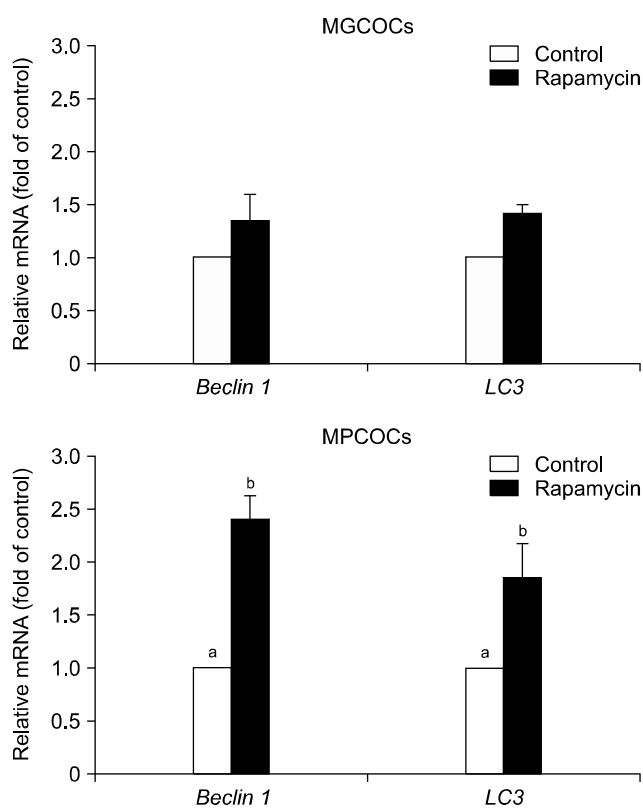 MGCOCs
Control
Rapamycin
Relative mRNA (fold of control)
3.0
2.5
2.0
1.5
1.0
0.5
0
Beclin 1
LC3
MPCOCs
Control
Rapamycin
Relative mRNA (fold of control)
3.0
2.5
2.0
1.5
1.0
0.5
0
a
b
a
b
Beclin 1
LC3